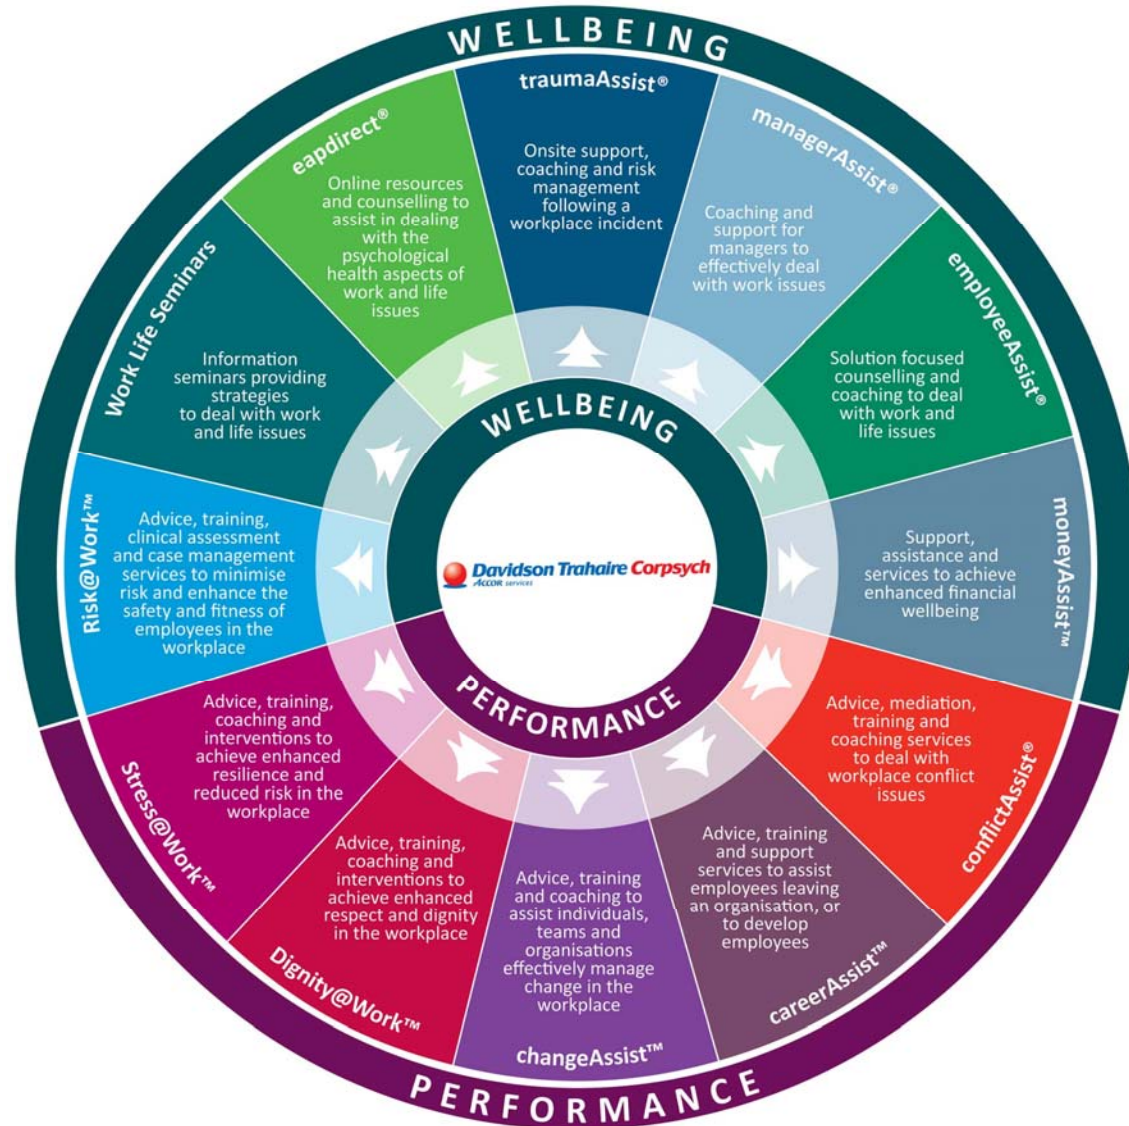 WELLBEING
traumaAssist®
Onsite support,
coaching and risk
management
following a
workplace incident
managerAssist®
Coaching and
support for
managers to
effectively deal
with work issues
employeeAssist®
Solution focused
counselling and
coaching to deal
with work and
life issues
moneyAssist™
Support,
assistance and
services to achieve
enhanced financial
wellbeing
conflictAssist®
Advice, mediation,
training and
coaching services
to deal with
workplace conflict
issues
careerAssist™
Advice, training
and support
services to assist
employees leaving
an organisation, or
to develop
employees
changeAssist™
Advice, training
and coaching to
assist individuals,
teams and
organisations
effectively manage
change in the
workplace
Dignity@Work™
Advice, training,
coaching and
interventions to
achieve enhanced
respect and dignity
in the workplace
Stress@Work™
Advice, training,
coaching and
interventions to
achieve enhanced
resilience and
reduced risk in the
workplace
Risk@Work™
Advice, training,
clinical assessment
and case management
services to minimise
risk and enhance the
safety and fitness of
employees in the
workplace
Work Life Seminars
Information
seminars providing
strategies
to deal with work
and life issues
eapdirect®
Online resources
and counselling to
assist in dealing
with the
psychological
health aspects of
work and life
issues
WELLBEING
Davidson Trahaire Corpsych
ACCOR services
PERFORMANCE
PERFORMANCE